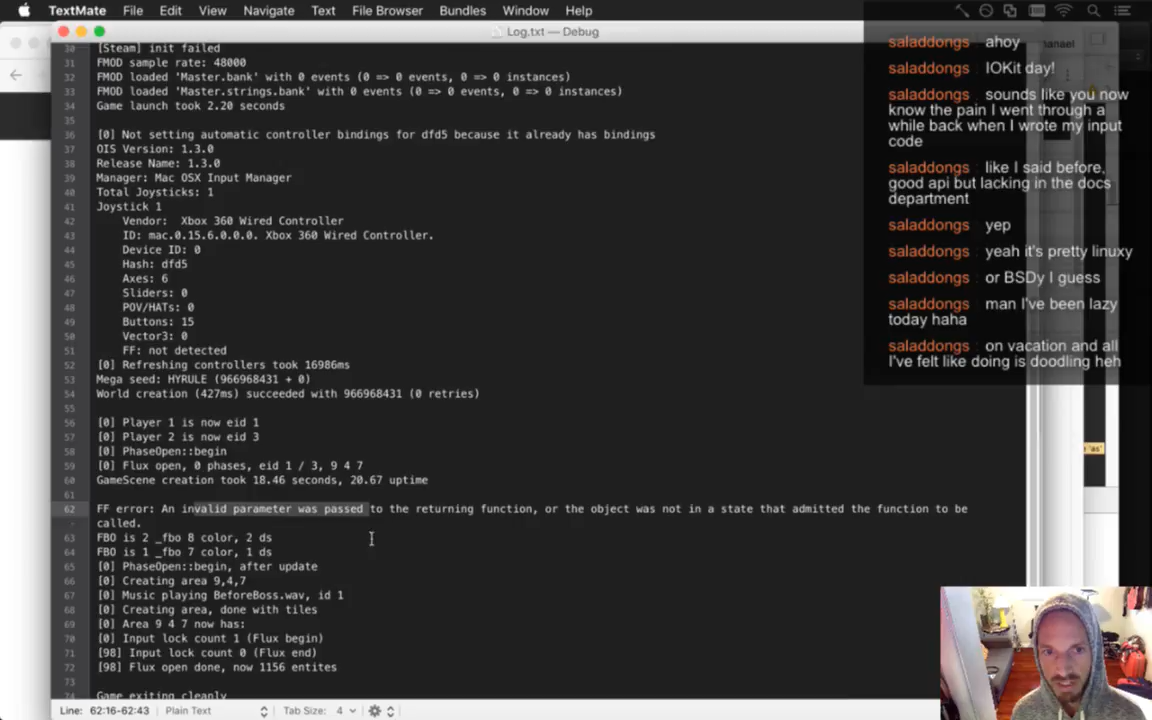 TextMate File Edit View Navigate Text File Browser Bundles Window Help
Log.txt — Debug
30 [Steam] init failed
31 FMOD sample rate: 48000
32 FMOD loaded 'Master.bank' with 0 events (0 => 0 events, 0 => 0 instances)
33 FMOD loaded 'Master.strings.bank' with 0 events (0 => 0 events, 0 => 0 instances)
34 Game launch took 2.20 seconds
35
36 [0] Not setting automatic controller bindings for dfd5 because it already has bindings
37 OIS Version: 1.3.0
38 Release Name: 1.3.0
39 Manager: Mac OSX Input Manager
40 Total Joysticks: 1
41 Joystick 1
42 Vendor: Xbox 360 Wired Controller
43 ID: mac.0.15.6.0.0.0. Xbox 360 Wired Controller.
44 Device ID: 0
45 Hash: dfd5
46 Axes: 6
47 Sliders: 0
48 POV/HATs: 0
49 Buttons: 15
50 Vector3: 0
51 FF: not detected
52 [0] Refreshing controllers took 16986ms
53 Mega seed: HYRULE (966968431 + 0)
54 World creation (427ms) succeeded with 966968431 (0 retries)
55
56 [0] Player 1 is now eid 1
57 [0] Player 2 is now eid 3
58 [0] PhaseOpen::begin
59 [0] Flux open, 0 phases, eid 1 / 3, 9 4 7
60 GameScene creation took 18.46 seconds, 20.67 uptime
61
62 FF error: An invalid parameter was passed to the returning function, or the object was not in a state that admitted the function to be
called.
63 FBO is 2 _fbo 8 color, 2 ds
64 FBO is 1 _fbo 7 color, 1 ds
65 [0] PhaseOpen::begin, after update
66 [0] Creating area 9,4,7
67 [0] Music playing BeforeBoss.wav, id 1
68 [0] Creating area, done with tiles
69 [0] Area 9 4 7 now has:
70 [0] Input lock count 1 (Flux begin)
71 [98] Input lock count 0 (Flux end)
72 [98] Flux open done, now 1156 entites
73
74 Game exiting cleanly
Line: 62:16-62:43 Plain Text Tab Size: 4
saladdongs ahoy
saladdongs IOKit day!
saladdongs sounds like you now
know the pain I went through a
while back when I wrote my input
code
saladdongs like I said before,
good api but lacking in the docs
department
saladdongs yep
saladdongs yeah it's pretty linuxy
saladdongs or BSDy I guess
saladdongs man I've been lazy
today haha
saladdongs on vacation and all
I've felt like doing is doodling heh